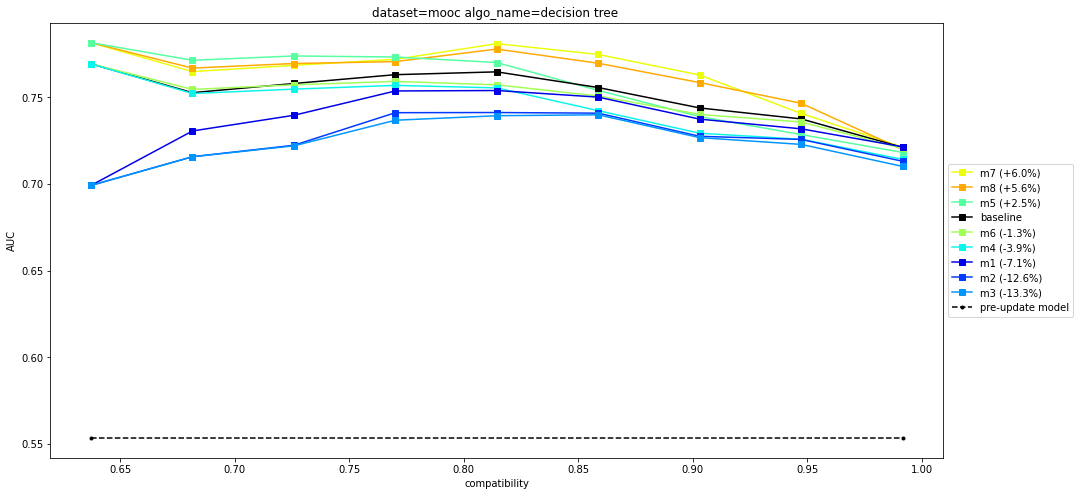 dataset=mooc algo_name=decision tree
AUC
0.75
0.70
0.65
0.60
0.55
0.65
0.70
0.75
0.80
0.85
0.90
0.95
1.00
compatibility
m7 (+6.0%)
m8 (+5.6%)
m5 (+2.5%)
baseline
m6 (-1.3%)
m4 (-3.9%)
m1 (-7.1%)
m2 (-12.6%)
m3 (-13.3%)
pre-update model